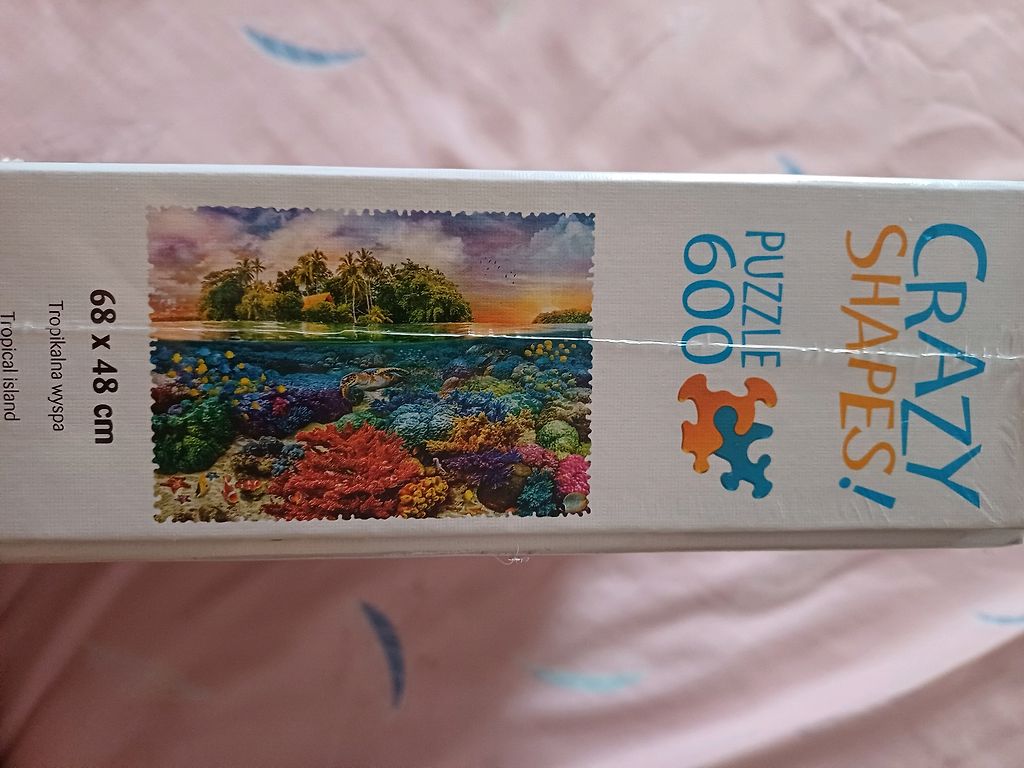 CRAZY
SHAPES!
PUZZLE
600
68 x 48 cm
Tropikalna wyspa
Tropical island